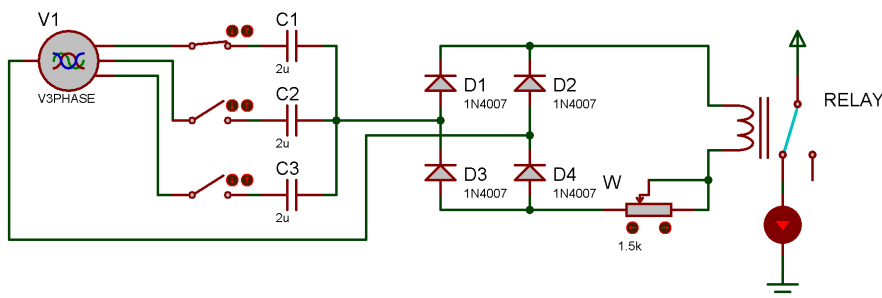 V1
V3PHASE
C1
2u
C2
2u
C3
2u
D1
1N4007
D2
1N4007
D3
1N4007
D4
1N4007
W
1.5k
RELAY